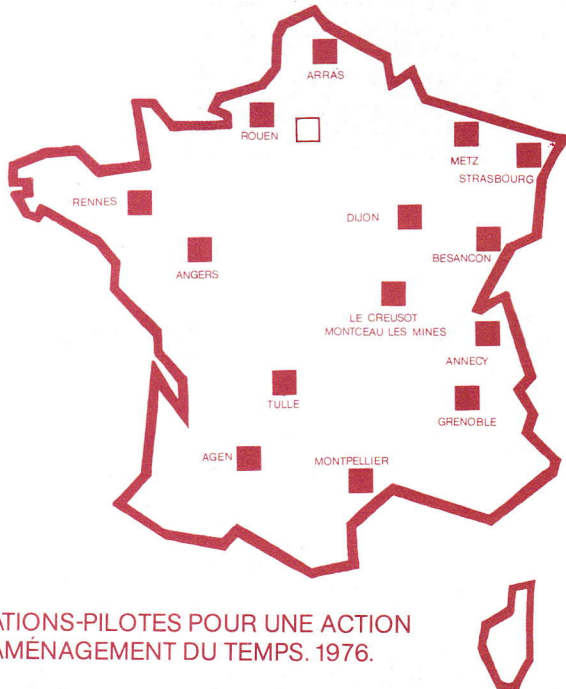 ARRAS
ROUEN
METZ
STRASBOURG
RENNES
DIJON
BESANCON
ANGERS
LE CREUSOT
MONTCEAU LES MINES
ANNECY
TULLE
GRENOBLE
AGEN
MONTPELLIER
ATIONS-PILOTES POUR UNE ACTION
AMÉNAGEMENT DU TEMPS. 1976.